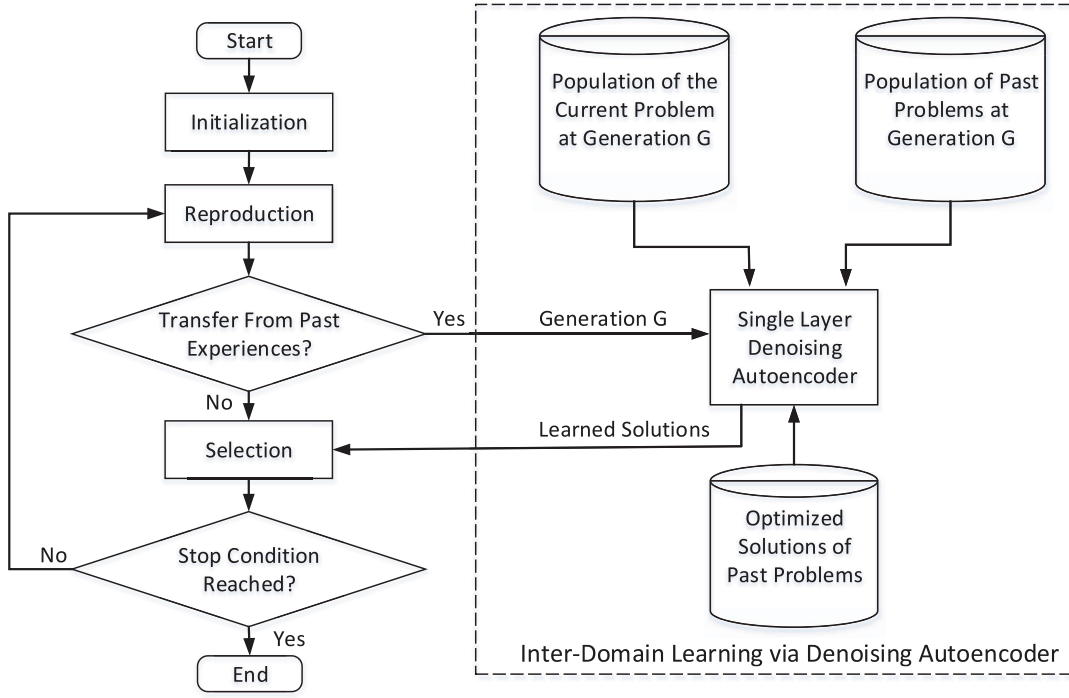 Start
Initialization
Reproduction
Transfer From Past
Experiences?
Yes
No
Selection
Stop Condition
Reached?
No
Yes
End
Population of the
Current Problem
at Generation G
Population of Past
Problems at
Generation G
Generation G
Single Layer
Denoising
Autoencoder
Learned Solutions
Optimized
Solutions of
Past Problems
Inter-Domain Learning via Denoising Autoencoder